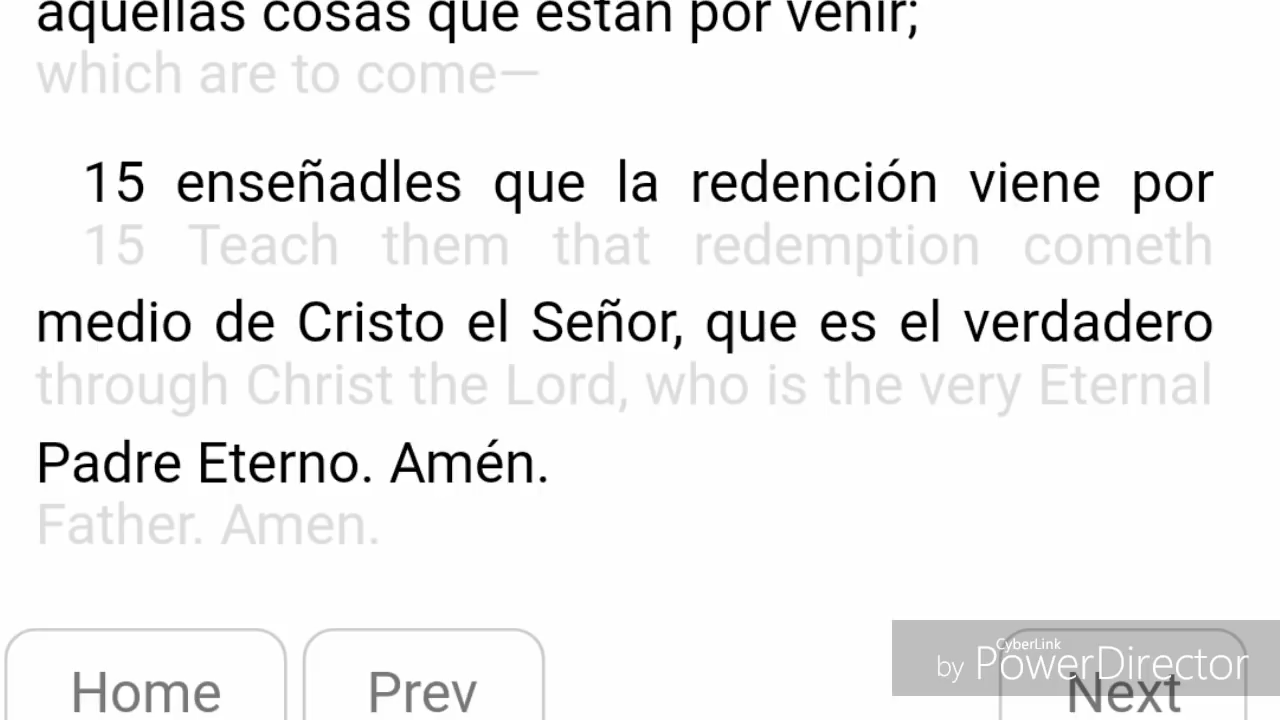 aquellas cosas que están por venir;
which are to come—
15 enseñadles que la redención viene por
15 Teach them that redemption cometh
medio de Cristo el Señor, que es el verdadero
through Christ the Lord, who is the very Eternal
Padre Eterno. Amén.
Father. Amen.
Home Prev Next
CyberLink
by PowerDirector